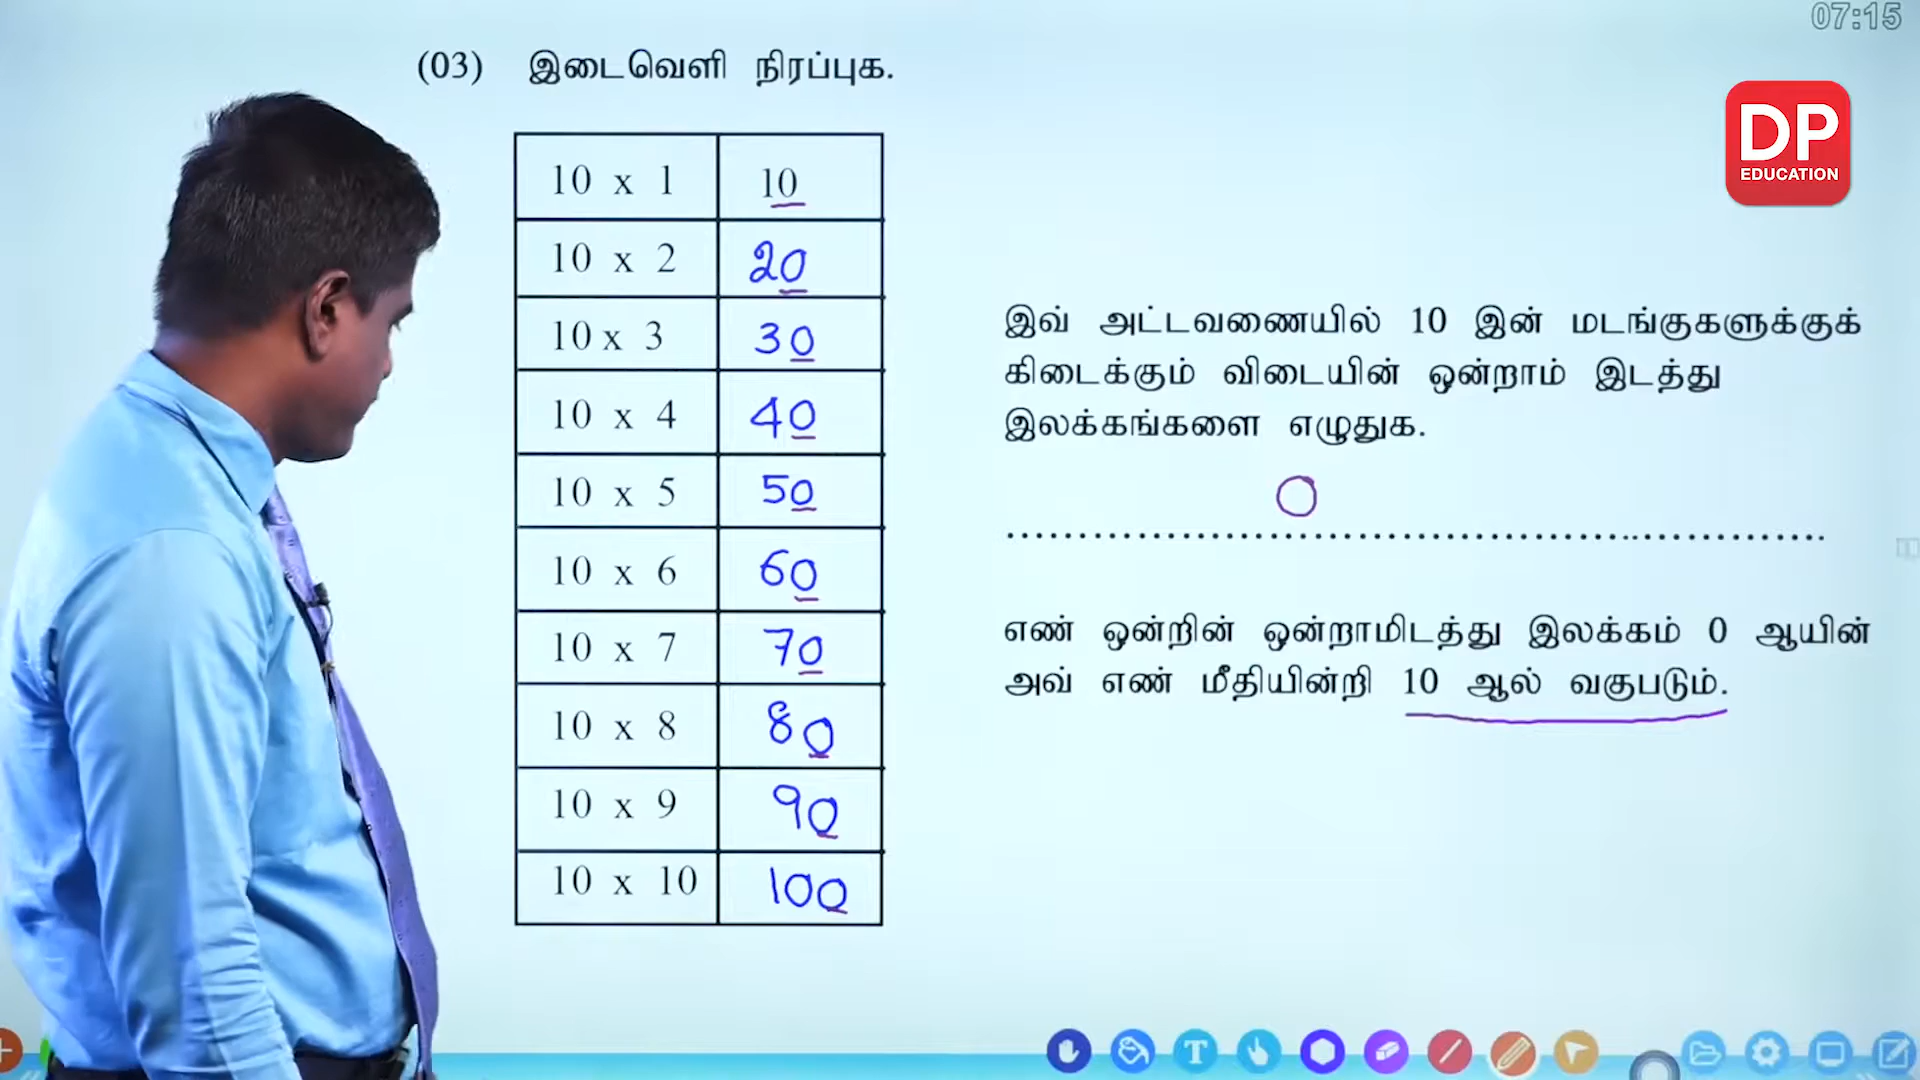 07:15
(03) இடைவெளி நிரப்புக.
DP
EDUCATION
10 x 1 10
10 x 2 20
10 x 3 30
10 x 4 40
10 x 5 50
10 x 6 60
10 x 7 70
10 x 8 80
10 x 9 90
10 x 10 100
இவ் அட்டவணையில் 10 இன் மடங்குகளுக்குக்
கிடைக்கும் விடையின் ஒன்றாம் இடத்து
இலக்கங்களை எழுதுக.
0
எண் ஒன்றின் ஒன்றாமிடத்து இலக்கம் 0 ஆயின்
அவ் எண் மீதியின்றி 10 ஆல் வகுபடும்.
T